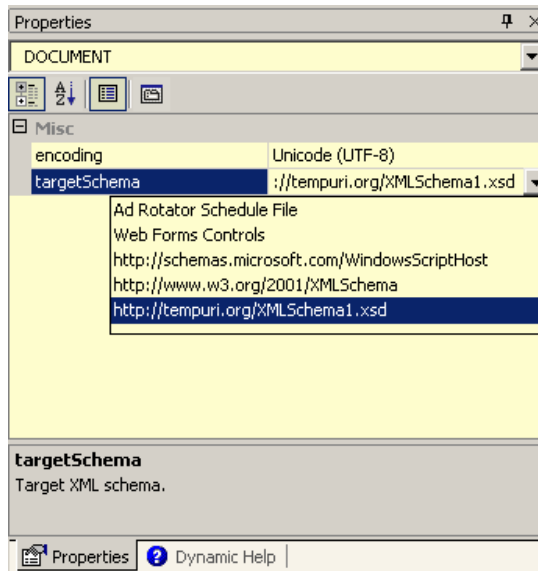 Properties
DOCUMENT
Misc
encoding Unicode (UTF-8)
targetSchema ://tempuri.org/XMLSchema1.xsd
Ad Rotator Schedule File
Web Forms Controls
http://schemas.microsoft.com/WindowsScriptHost
http://www.w3.org/2001/XMLSchema
http://tempuri.org/XMLSchema1.xsd
targetSchema
Target XML schema.
Properties Dynamic Help